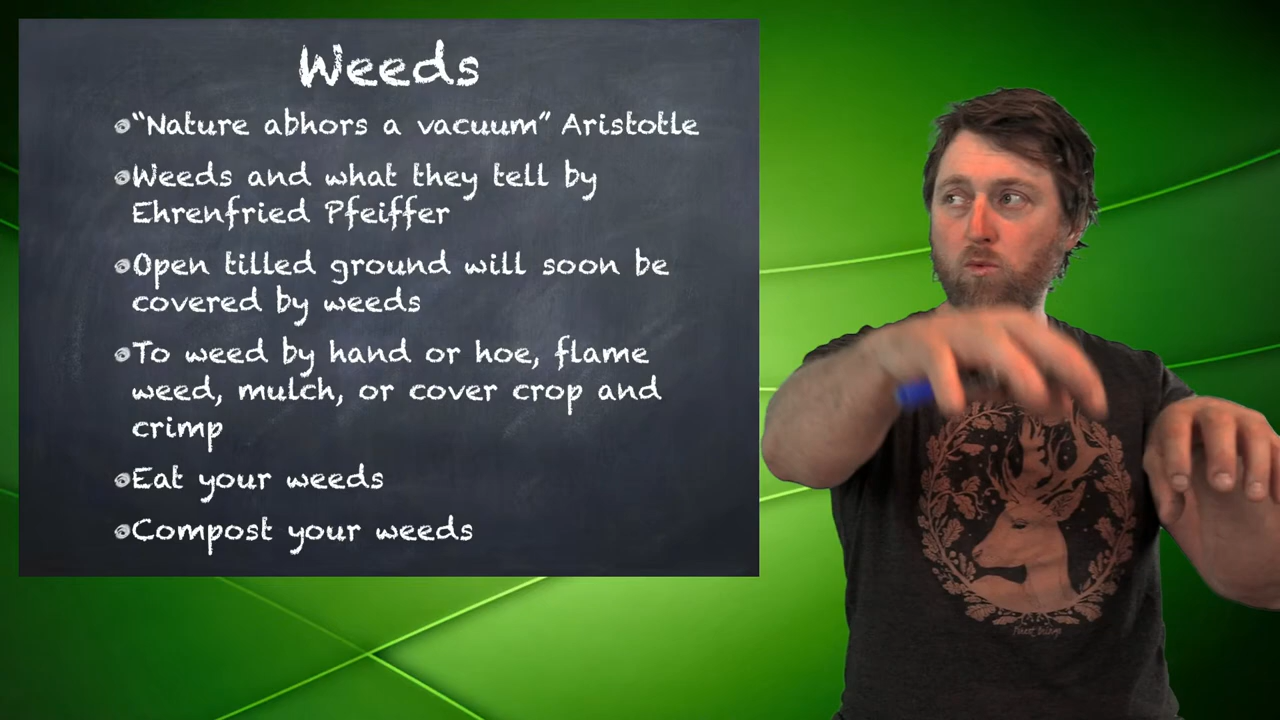 Weeds
“Nature abhors a vacuum” Aristotle
Weeds and what they tell by
Ehrenfried Pfeiffer
Open tilled ground will soon be
covered by weeds
To weed by hand or hoe, flame
weed, mulch, or cover crop and
crimp
Eat your weeds
Compost your weeds